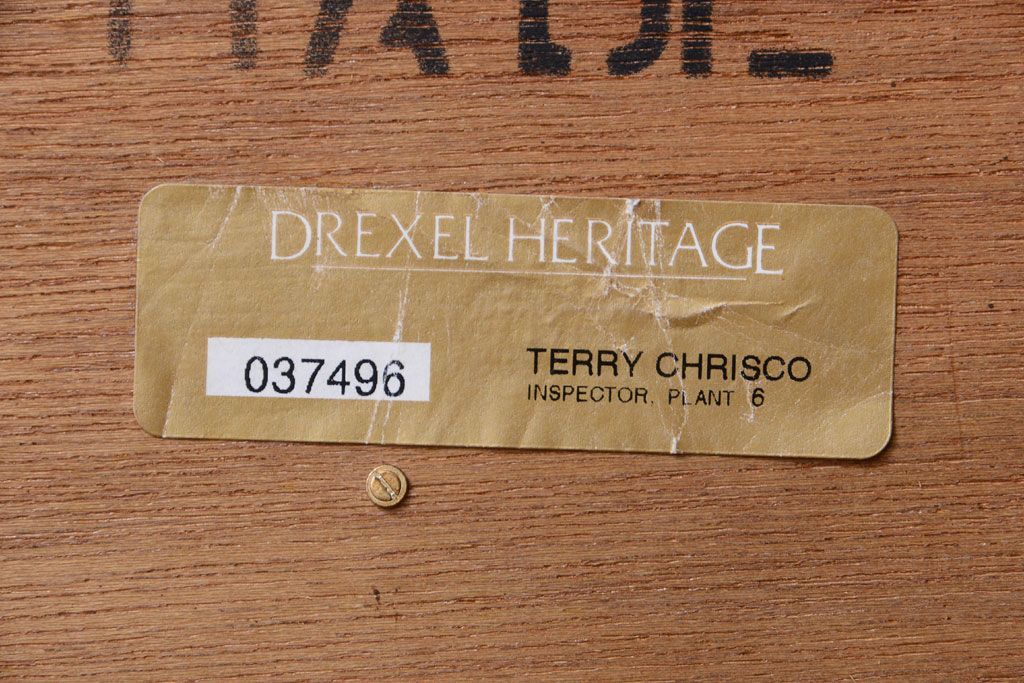 DREXEL HERITAGE
037496
TERRY CHRISCO
INSPECTOR, PLANT 6